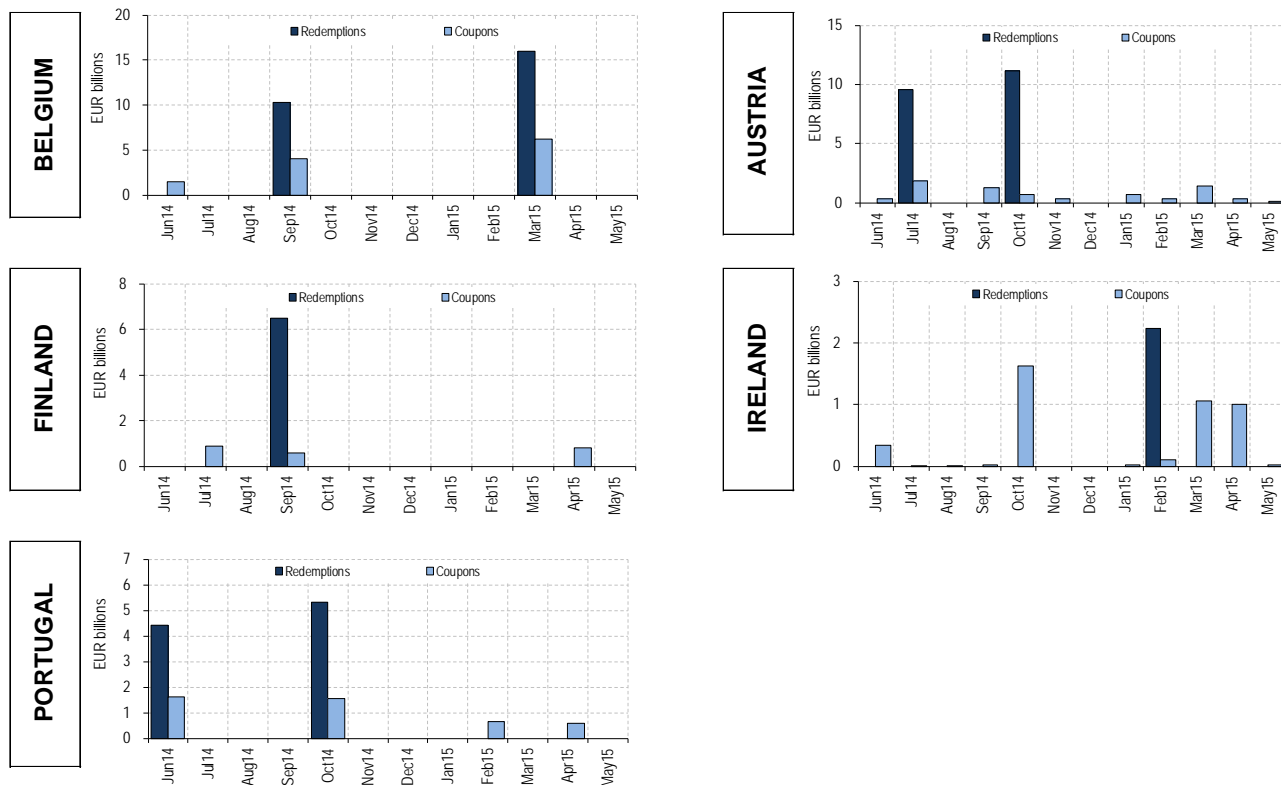 BELGIUM
EUR billions
20
15
10
5
0
Redemptions Coupons
Jun14 Jul14 Aug14 Sep14 Oct14 Nov14 Dec14 Jan15 Feb15 Mar15 Apr15 May15
AUSTRIA
EUR billions
15
10
5
0
Redemptions Coupons
Jun14 Jul14 Aug14 Sep14 Oct14 Nov14 Dec14 Jan15 Feb15 Mar15 Apr15 May15
FINLAND
EUR billions
8
6
4
2
0
Redemptions Coupons
Jun14 Jul14 Aug14 Sep14 Oct14 Nov14 Dec14 Jan15 Feb15 Mar15 Apr15 May15
IRELAND
EUR billions
3
2
1
0
Redemptions Coupons
Jun14 Jul14 Aug14 Sep14 Oct14 Nov14 Dec14 Jan15 Feb15 Mar15 Apr15 May15
PORTUGAL
EUR billions
7
6
5
4
3
2
1
0
Redemptions Coupons
Jun14 Jul14 Aug14 Sep14 Oct14 Nov14 Dec14 Jan15 Feb15 Mar15 Apr15 May15